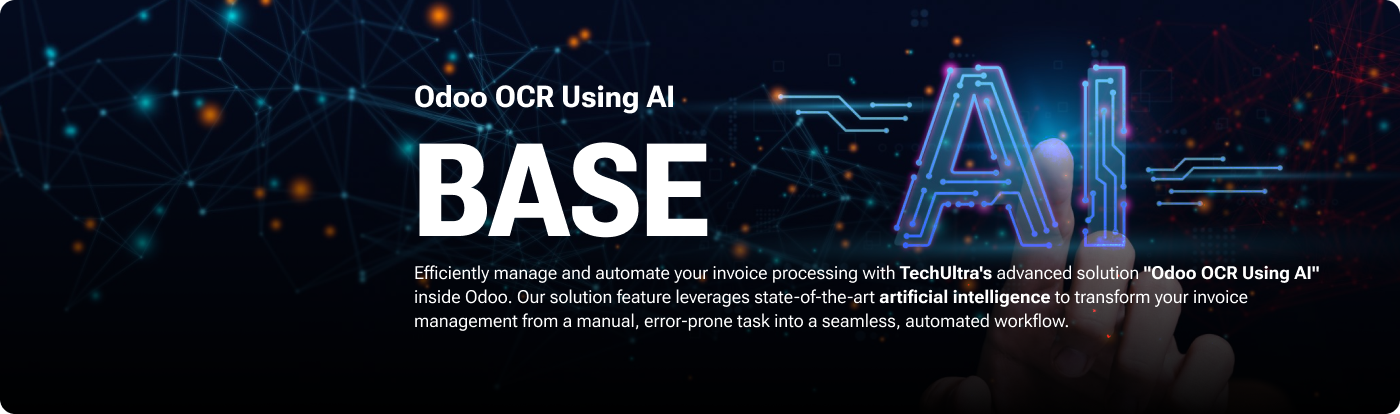 Odoo OCR Using AI
BASE
AI
Efficiently manage and automate your invoice processing with TechUltra's advanced solution "Odoo OCR Using AI"
inside Odoo. Our solution feature leverages state-of-the-art artificial intelligence to transform your invoice
management from a manual, error-prone task into a seamless, automated workflow.